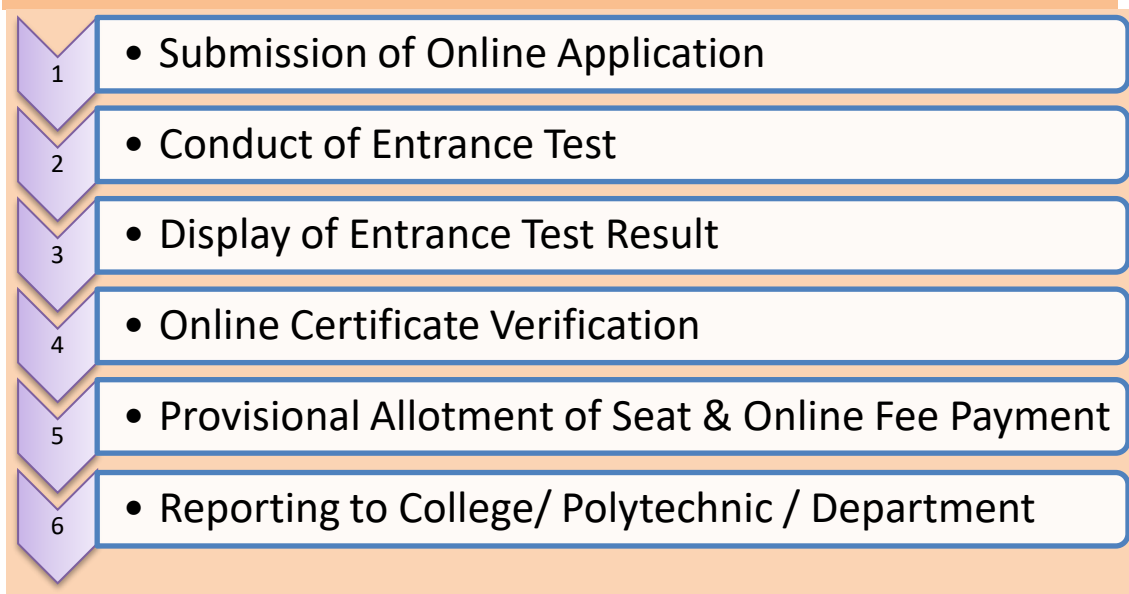 1
• Submission of Online Application
2
• Conduct of Entrance Test
3
• Display of Entrance Test Result
4
• Online Certificate Verification
5
• Provisional Allotment of Seat & Online Fee Payment
6
• Reporting to College/ Polytechnic / Department